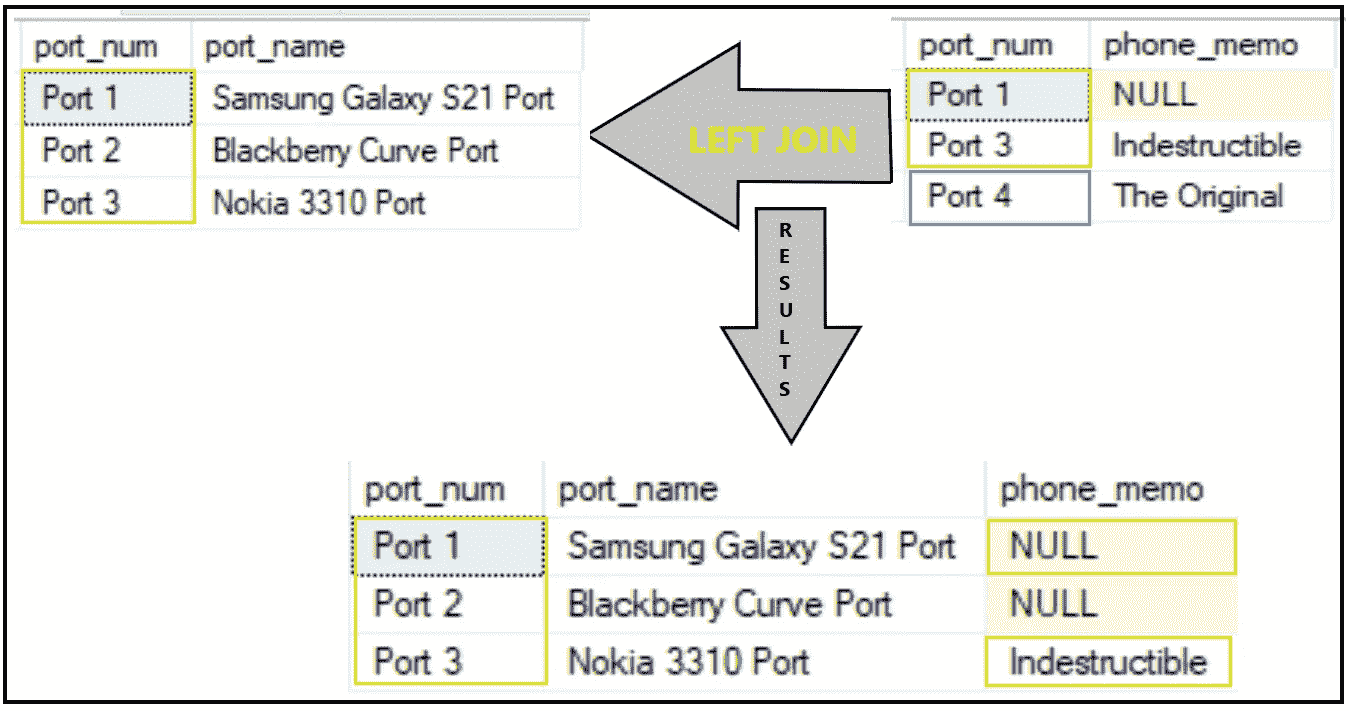 port_num port_name
Port 1 Samsung Galaxy S21 Port
Port 2 Blackberry Curve Port
Port 3 Nokia 3310 Port
LEFT JOIN
port_num phone_memo
Port 1 NULL
Port 3 Indestructible
Port 4 The Original
RESULTS
port_num port_name phone_memo
Port 1 Samsung Galaxy S21 Port NULL
Port 2 Blackberry Curve Port NULL
Port 3 Nokia 3310 Port Indestructible